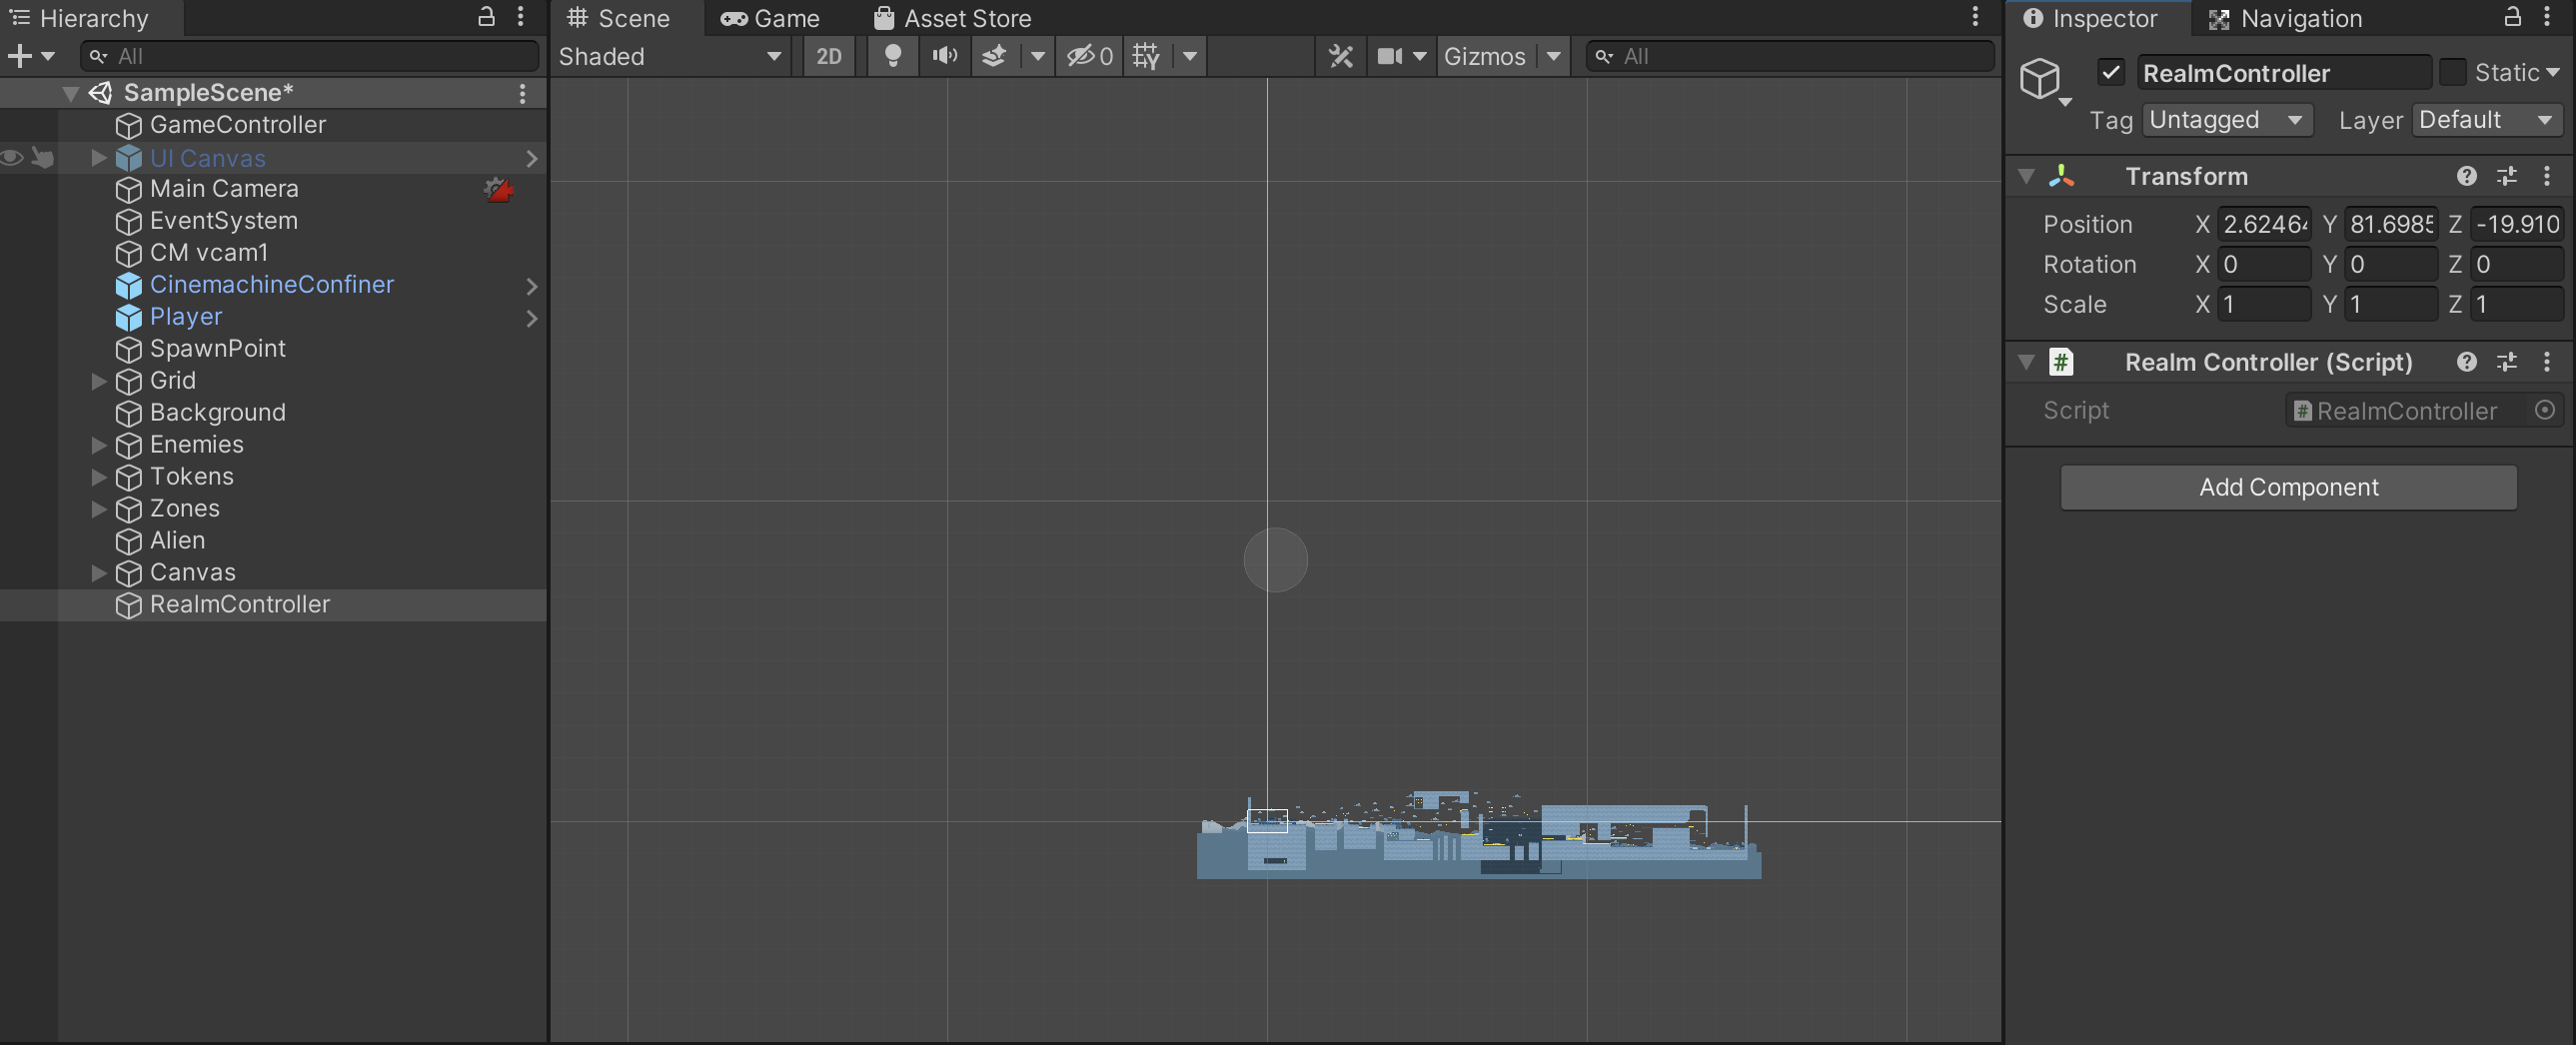 Hierarchy
All
SampleScene*
GameController
UI Canvas
Main Camera
EventSystem
CM vcam1
CinemachineConfiner
Player
SpawnPoint
Grid
Background
Enemies
Tokens
Zones
Alien
Canvas
RealmController
Scene Game Asset Store
Shaded 2D 0 Gizmos All
Inspector Navigation
RealmController Static
Tag Untagged Layer Default
Transform
Position X 2.6246 Y 81.6985 Z -19.910
Rotation X 0 Y 0 Z 0
Scale X 1 Y 1 Z 1
# Realm Controller (Script)
Script # RealmController
Add Component